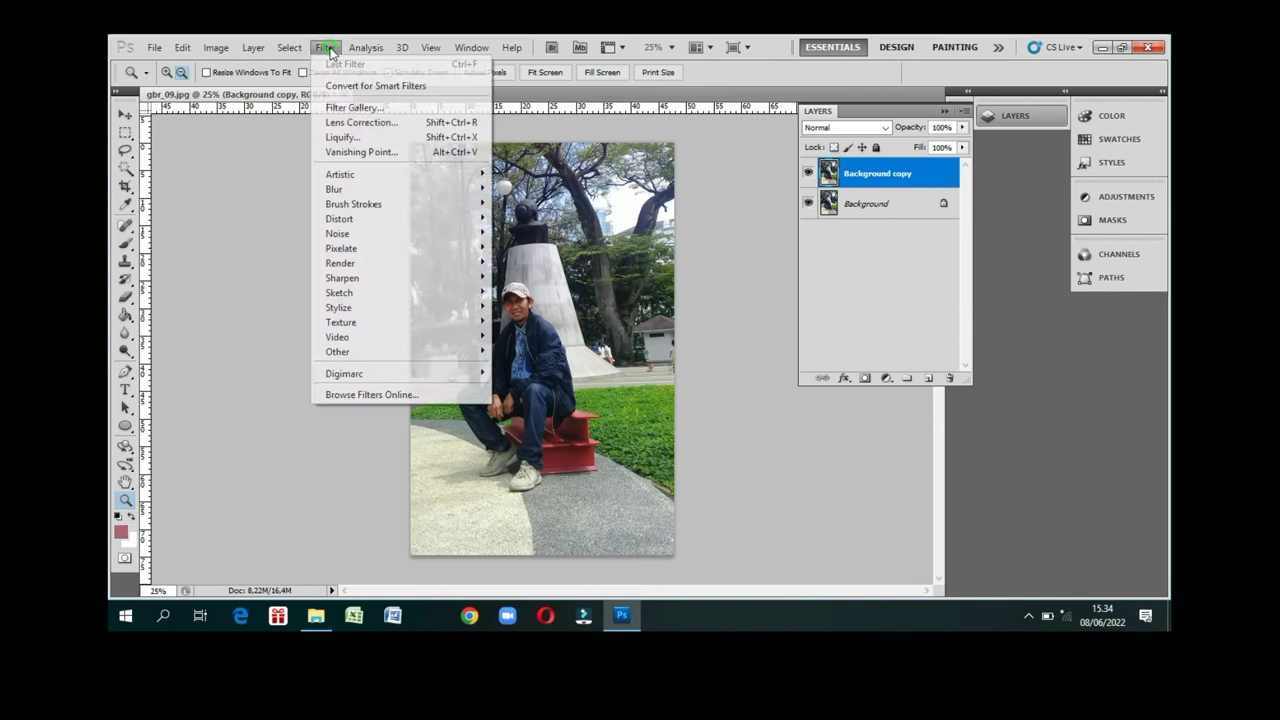 Ps File Edit Image Layer Select Filter Analysis 3D View Window Help Br Mb 25% ESSENTIALS DESIGN PAINTING CS Live
Resize Windows To Fit Fit Screen Fill Screen Print Size
gbr_09.jpg @ 25% (Background copy,
Last Filter Ctrl+F
Convert for Smart Filters
Filter Gallery...
Lens Correction... Shift+Ctrl+R
Liquify... Shift+Ctrl+X
Vanishing Point... Alt+Ctrl+V
Artistic
Blur
Brush Strokes
Distort
Noise
Pixelate
Render
Sharpen
Sketch
Stylize
Texture
Video
Other
Digimarc
Browse Filters Online...
LAYERS
Normal Opacity: 100%
Lock: Fill: 100%
Background copy
Background
LAYERS
COLOR
SWATCHES
STYLES
ADJUSTMENTS
MASKS
CHANNELS
PATHS
25% Doc: 8,22M/16,4M
Ps
15.34
08/06/2022